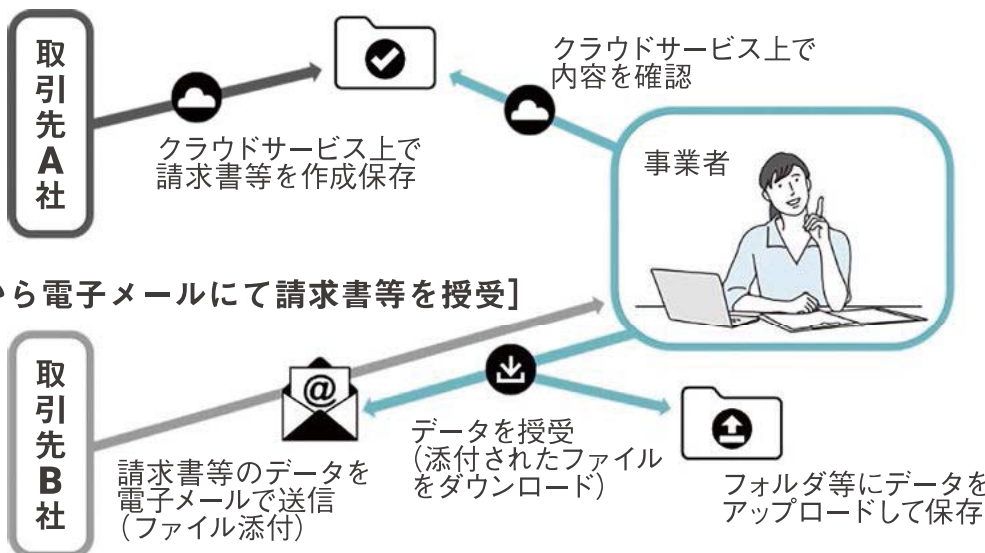 取引先A社
クラウドサービス上で
請求書等を作成保存
クラウドサービス上で
内容を確認
事業者
から電子メールにて請求書等を授受]
取引先B社
@
請求書等のデータを
電子メールで送信
（ファイル添付）
データを授受
（添付されたファイル
をダウンロード）
フォルダ等にデータを
アップロードして保存